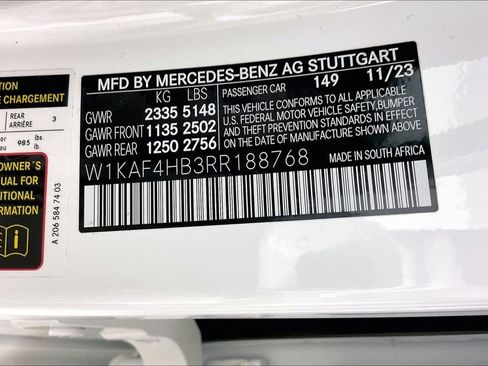 MFD BY MERCEDES-BENZ AG STUTTGART
KG LBS
GVWR 2335 5148
GAWR FRONT 1135 2502
GAWR REAR 1250 2756
PASSENGER CAR 149 11/23
THIS VEHICLE CONFORMS TO ALL APPLICABLE
U.S. FEDERAL MOTOR VEHICLE SAFETY, BUMPER
AND THEFT PREVENTION STANDARDS IN EFFECT ON
THE DATE OF MANUFACTURE SHOWN ABOVE.
W1KAF4HB3RR188768
MADE IN SOUTH AFRICA
CHARGEMENT
REAR 3
ARRIÈRE
985 lbs.
lb.
OWNER'S
MANUAL FOR
ADDITIONAL
INFORMATION
A 206 584 74 03